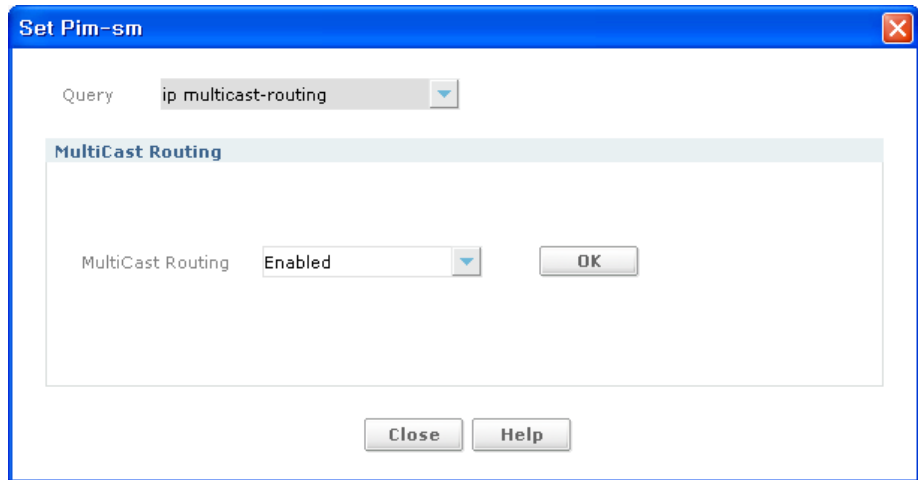 Set Pim-sm
Query ip multicast-routing
MultiCast Routing
MultiCast Routing Enabled OK
Close Help